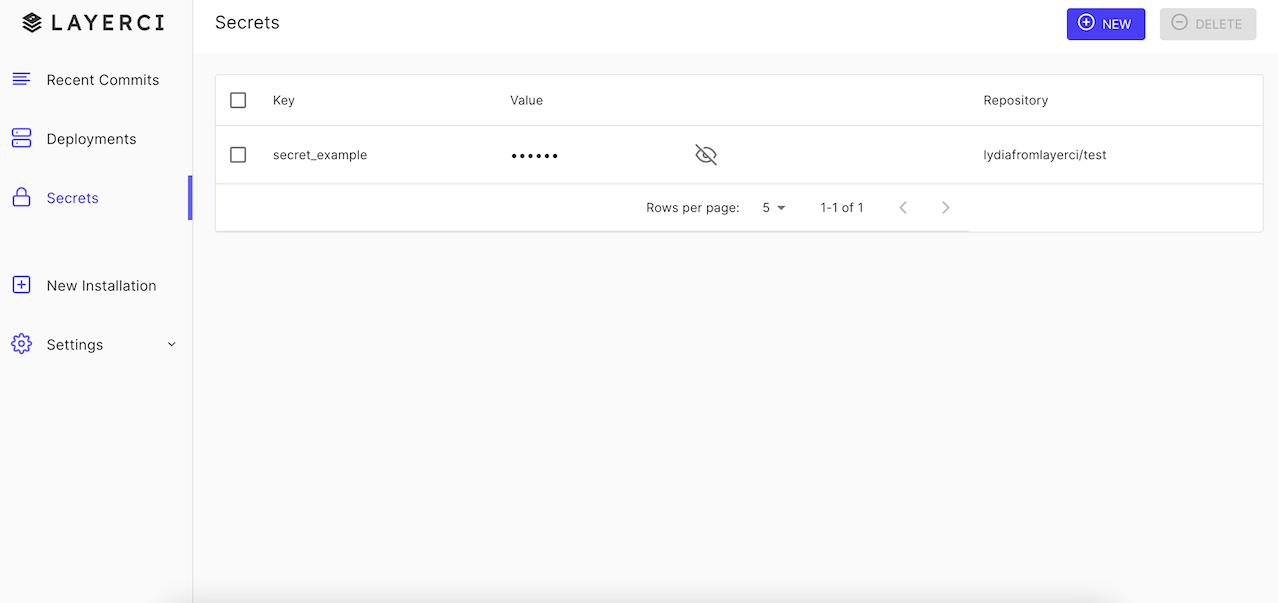 LAYERCI
Secrets
NEW
DELETE
Recent Commits
Deployments
Secrets
New Installation
Settings
Key Value Repository
secret_example •••••• lydiafromlayerci/test
Rows per page: 5 1-1 of 1